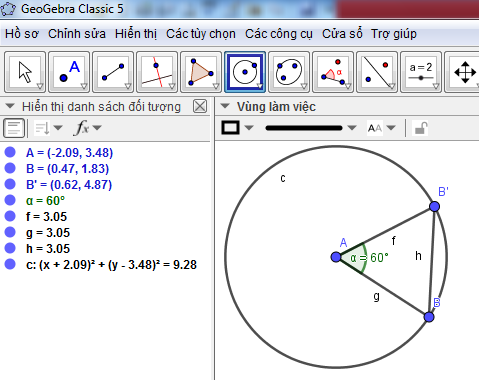 GeoGebra Classic 5
Hồ sơ Chỉnh sửa Hiển thị Các tùy chọn Các công cụ Cửa sổ Trợ giúp
A α a = 2
Hiển thị danh sách đối tượng
Vùng làm việc
fx
AA
A = (-2.09, 3.48)
B = (0.47, 1.83)
B' = (0.62, 4.87)
α = 60°
f = 3.05
g = 3.05
h = 3.05
c: (x + 2.09)² + (y - 3.48)² = 9.28
c
B'
A
f
α = 60°
h
g
B